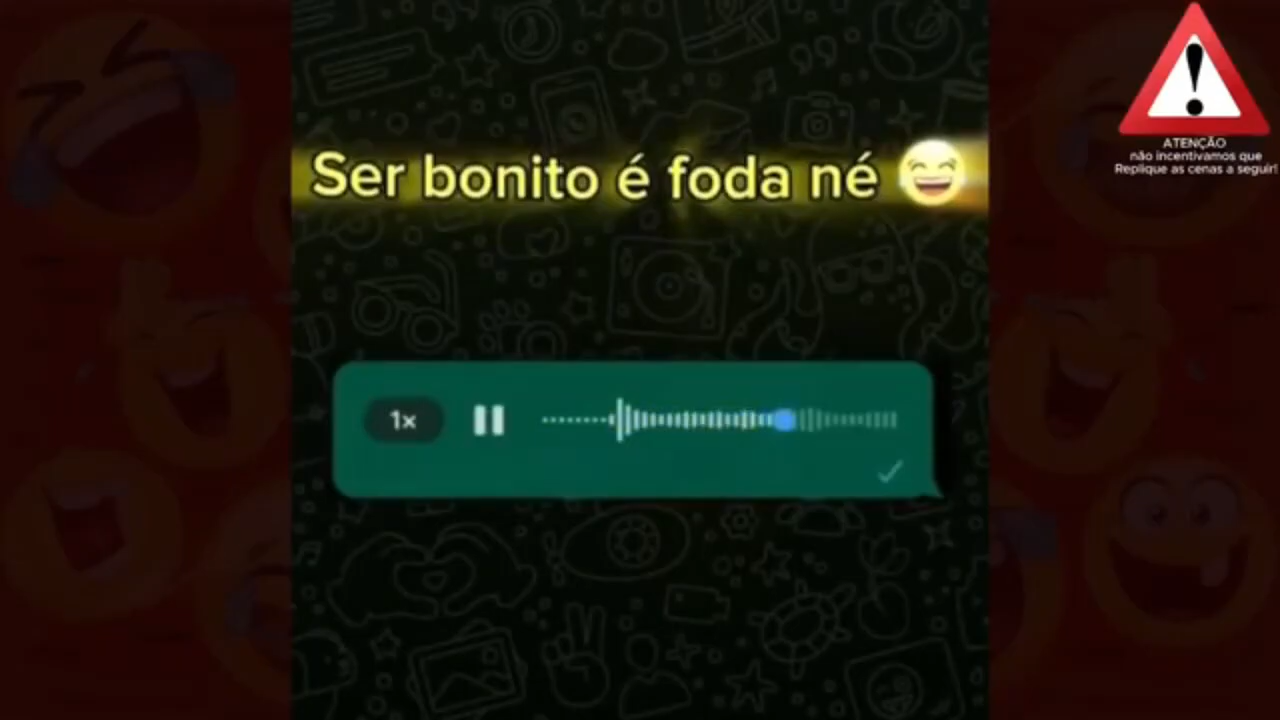 Ser bonito é foda né 😄
1x
ATENÇÃO
não incentivamos que
Replique as cenas a seguir!